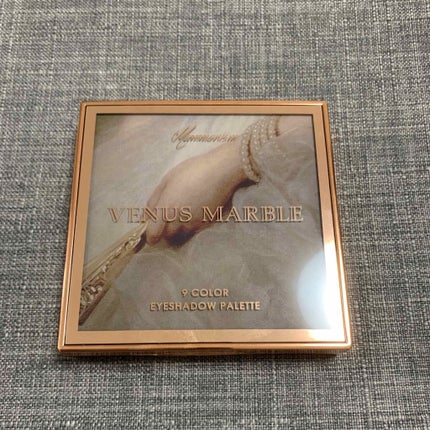 VENUS MARBLE
9 COLOR
EYESHADOW PALETTE